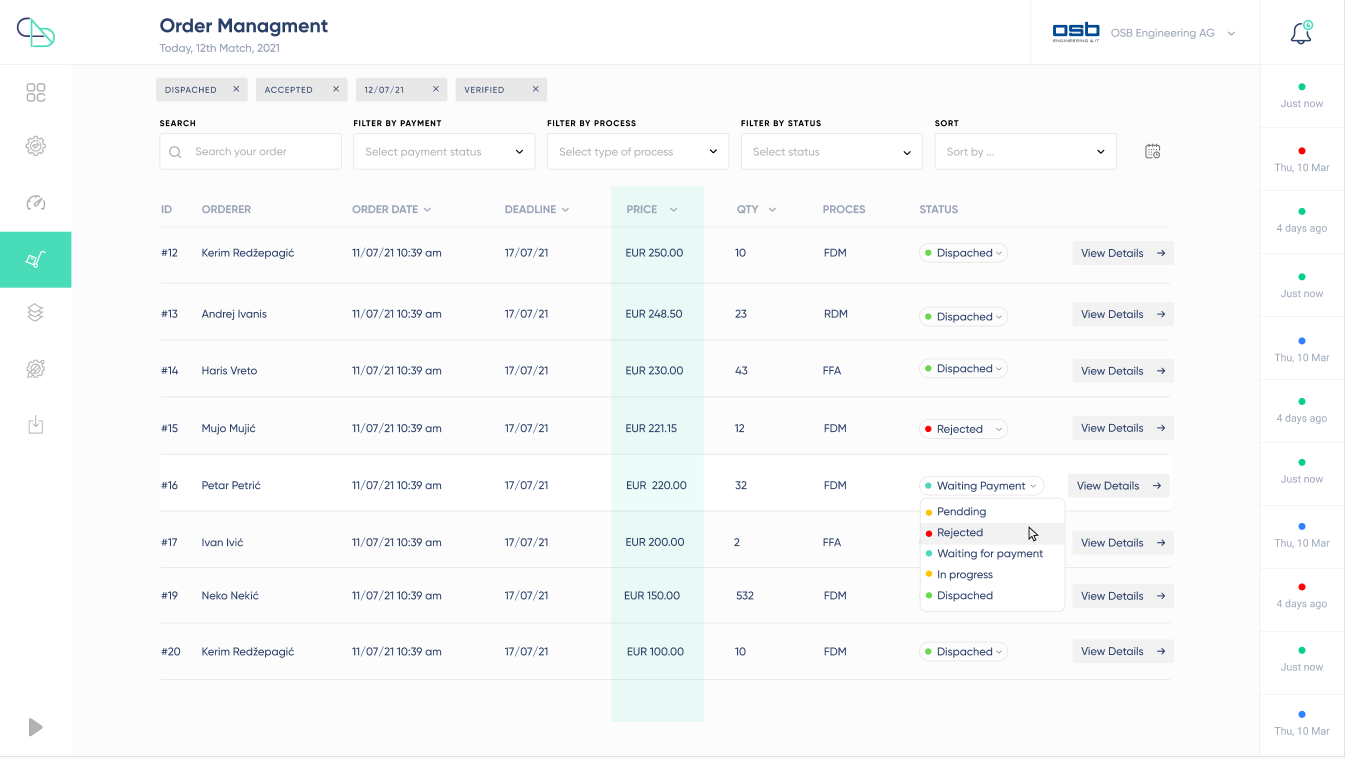 Order Managment
Today, 12th Match, 2021
osb
ENGINEERING & IT
OSB Engineering AG
4
DISPACHED
ACCEPTED
12/07/21
VERIFIED
SEARCH
FILTER BY PAYMENT
FILTER BY PROCESS
FILTER BY STATUS
SORT
Search your order
Select payment status
Select type of process
Select status
Sort by ...
ID ORDERER ORDER DATE DEADLINE PRICE QTY PROCES STATUS
#12 Kerim Redžepagić 11/07/21 10:39 am 17/07/21 EUR 250.00 10 FDM Dispached View Details
#13 Andrej Ivanis 11/07/21 10:39 am 17/07/21 EUR 248.50 23 RDM Dispached View Details
#14 Haris Vreto 11/07/21 10:39 am 17/07/21 EUR 230.00 43 FFA Dispached View Details
#15 Mujo Mujić 11/07/21 10:39 am 17/07/21 EUR 221.15 12 FDM Rejected View Details
#16 Petar Petrić 11/07/21 10:39 am 17/07/21 EUR 220.00 32 FDM Waiting Payment View Details
Pendding
Rejected
Waiting for payment
In progress
Dispached
#17 Ivan Ivić 11/07/21 10:39 am 17/07/21 EUR 200.00 2 FFA View Details
#19 Neko Nekić 11/07/21 10:39 am 17/07/21 EUR 150.00 532 FDM View Details
#20 Kerim Redžepagić 11/07/21 10:39 am 17/07/21 EUR 100.00 10 FDM Dispached View Details
Just now
Thu, 10 Mar
4 days ago
Just now
Thu, 10 Mar
4 days ago
Just now
Thu, 10 Mar
4 days ago
Just now
Thu, 10 Mar